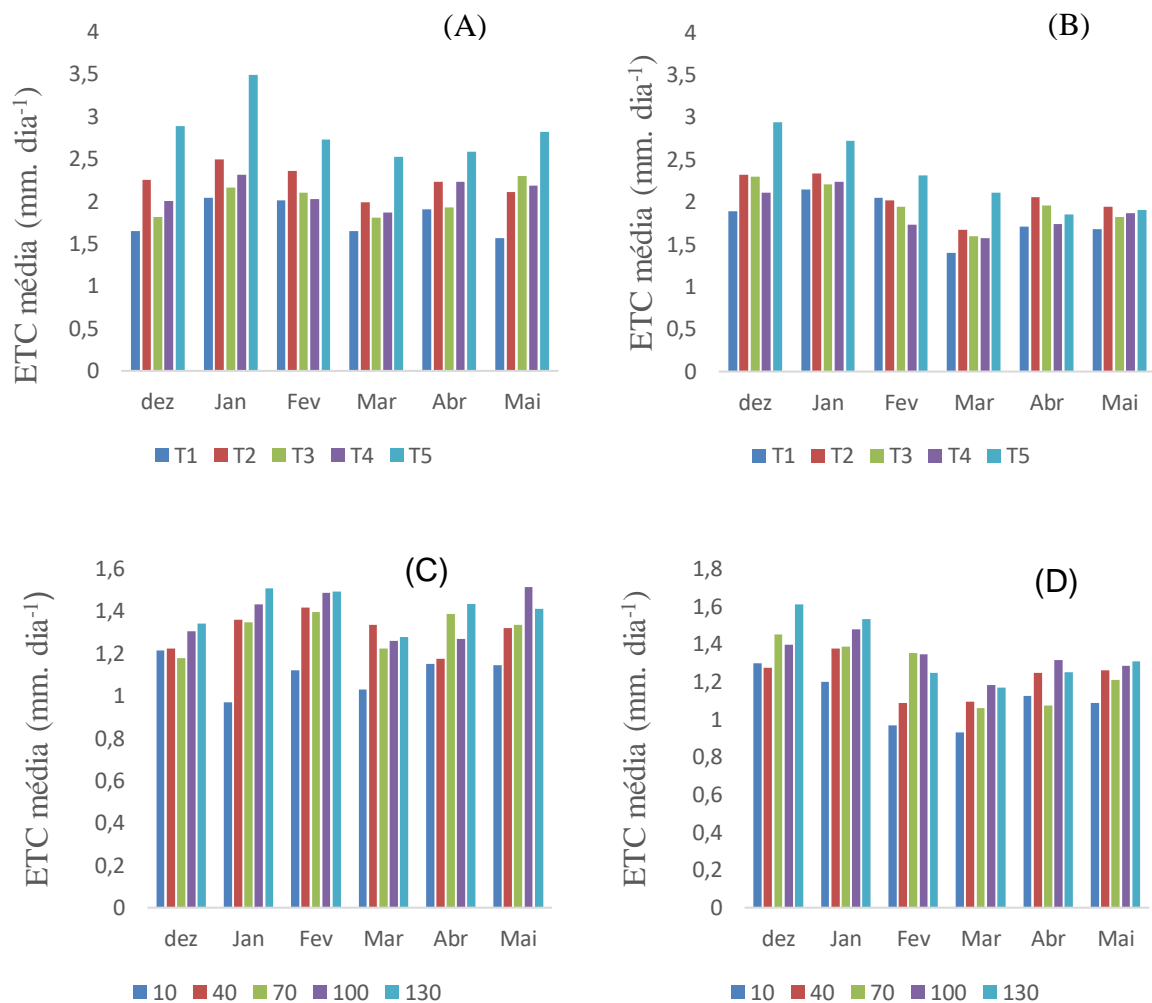 (A)
ETC média (mm. dia-1)
4
3,5
3
2,5
2
1,5
1
0,5
0
dez Jan Fev Mar Abr Mai
T1 T2 T3 T4 T5
(B)
ETC média (mm. dia-1)
4
3,5
3
2,5
2
1,5
1
0,5
0
dez Jan Fev Mar Abr Mai
T1 T2 T3 T4 T5
(C)
ETC média (mm. dia-1)
1,6
1,4
1,2
1
0,8
0,6
0,4
0,2
0
dez Jan Fev Mar Abr Mai
10 40 70 100 130
(D)
ETC média (mm. dia-1)
1,8
1,6
1,4
1,2
1
0,8
0,6
0,4
0,2
0
dez Jan Fev Mar Abr Mai
10 40 70 100 130